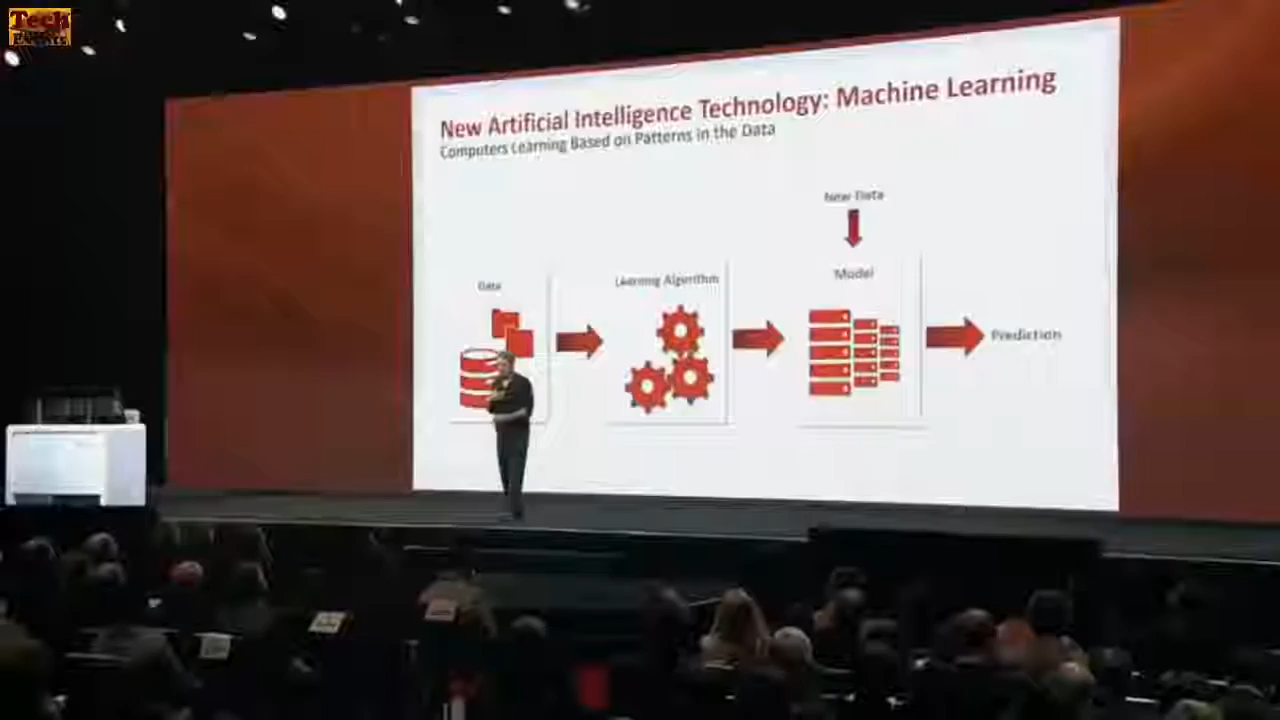 Tech
New Artificial Intelligence Technology: Machine Learning
Computers Learning Based on Patterns in the Data
New Data
Data
Learning Algorithm
Model
Prediction